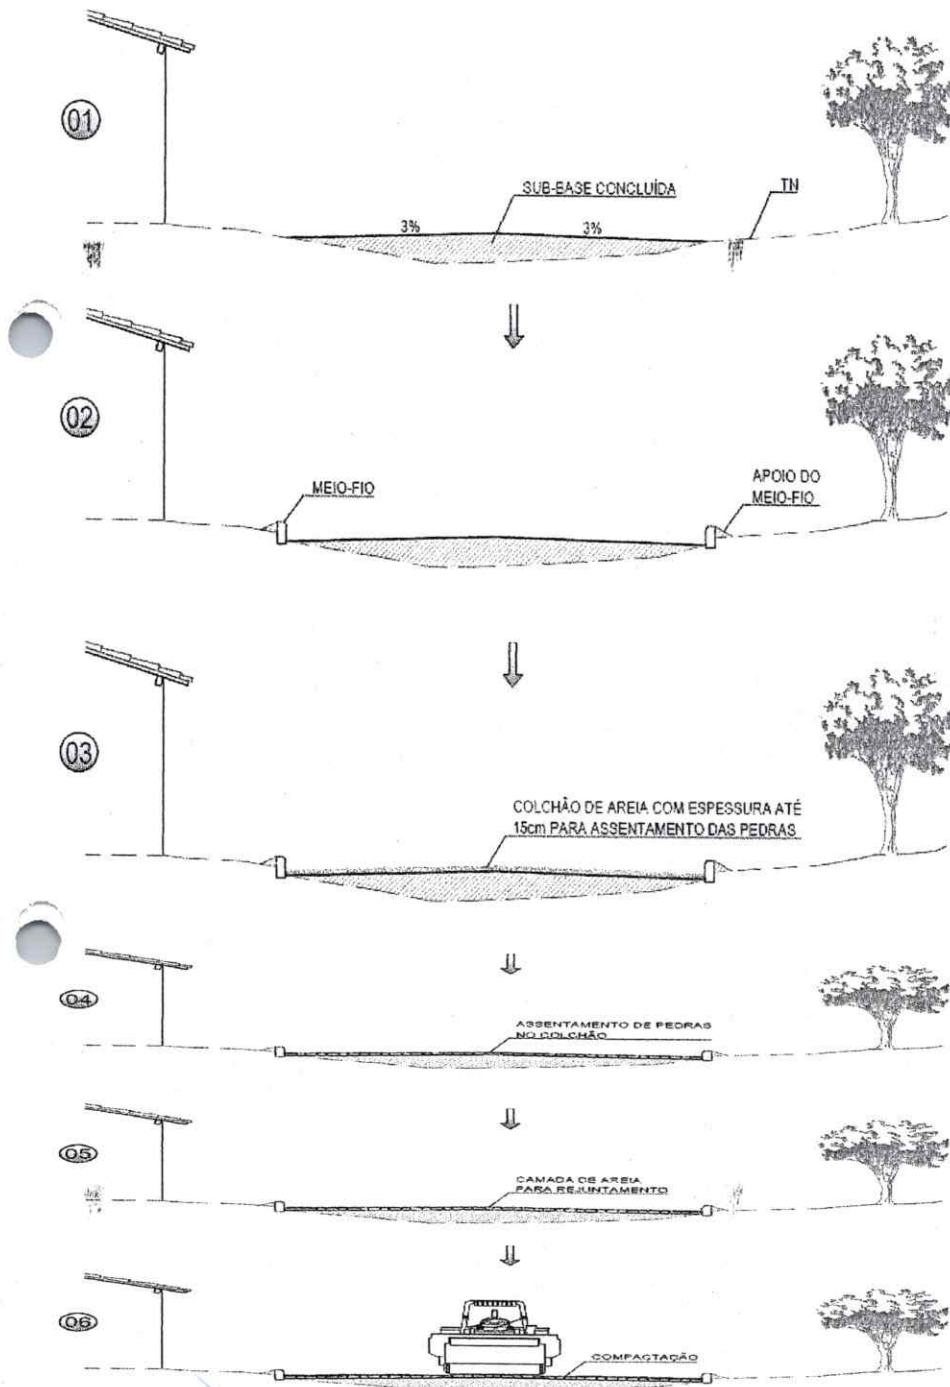 01
SUB-BASE CONCLUÍDA
TN
3%
3%
02
MEIO-FIO
APOIO DO
MEIO-FIO
03
COLCHÃO DE AREIA COM ESPESSURA ATÉ
15cm PARA ASSENTAMENTO DAS PEDRAS
04
ASSENTAMENTO DE PEDRAS
NO COLCHÃO
05
CAMADA DE AREIA
PARA REJUNTAMENTO
06
COMPACTAÇÃO